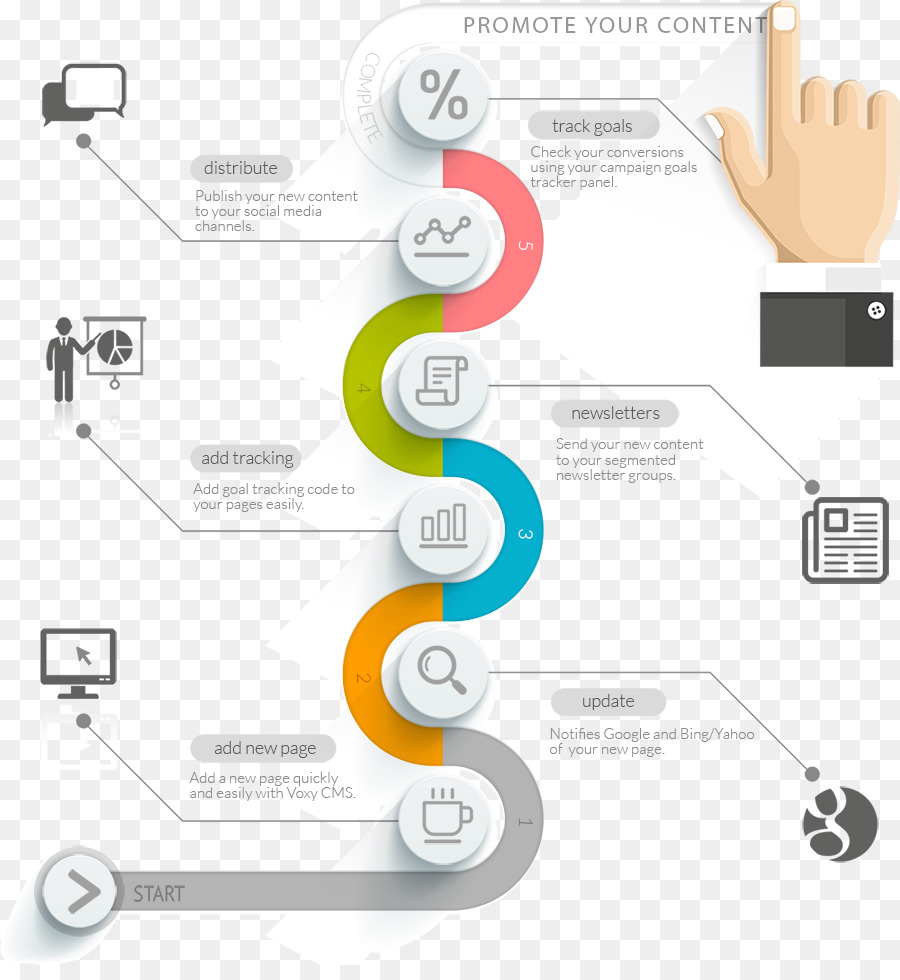 PROMOTE YOUR CONTENT
COMPLETE
%
track goals
Check your conversions
using your campaign goals
tracker panel.
distribute
Publish your new content
to your social media
channels.
5
4
newsletters
Send your new content
to your segmented
newsletter groups.
add tracking
Add goal tracking code to
your pages easily.
3
2
update
Notifies Google and Bing/Yahoo
of your new page.
add new page
Add a new page quickly
and easily with Voxy CMS.
1
START
g